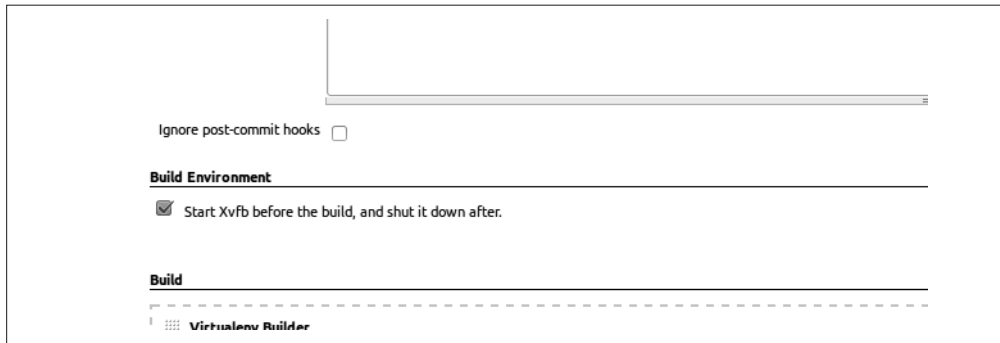 Ignore post-commit hooks
Build Environment
Start Xvfb before the build, and shut it down after.
Build
Virtualenv Builder